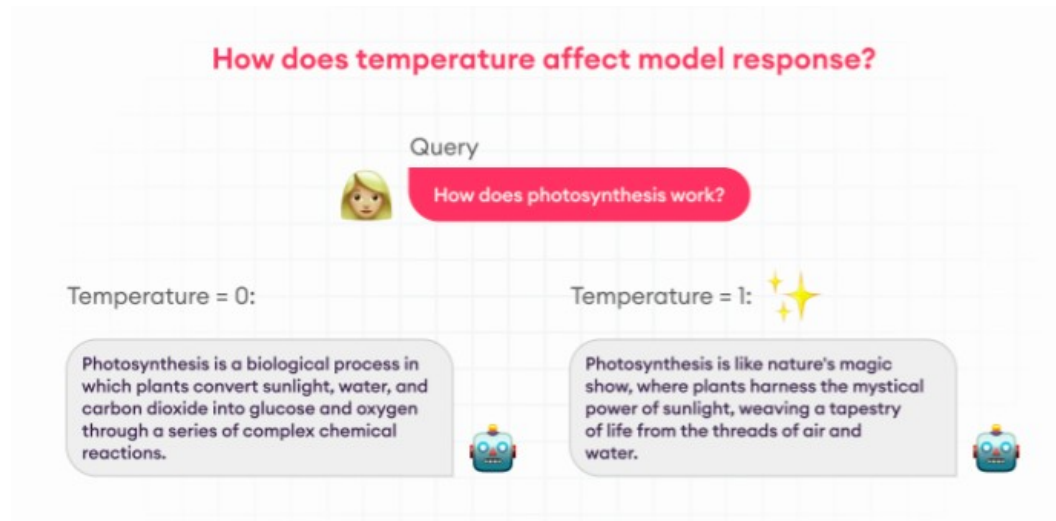 How does temperature affect model response?
Query
How does photosynthesis work?
Temperature = 0:
Photosynthesis is a biological process in
which plants convert sunlight, water, and
carbon dioxide into glucose and oxygen
through a series of complex chemical
reactions.
Temperature = 1:
Photosynthesis is like nature's magic
show, where plants harness the mystical
power of sunlight, weaving a tapestry
of life from the threads of air and
water.